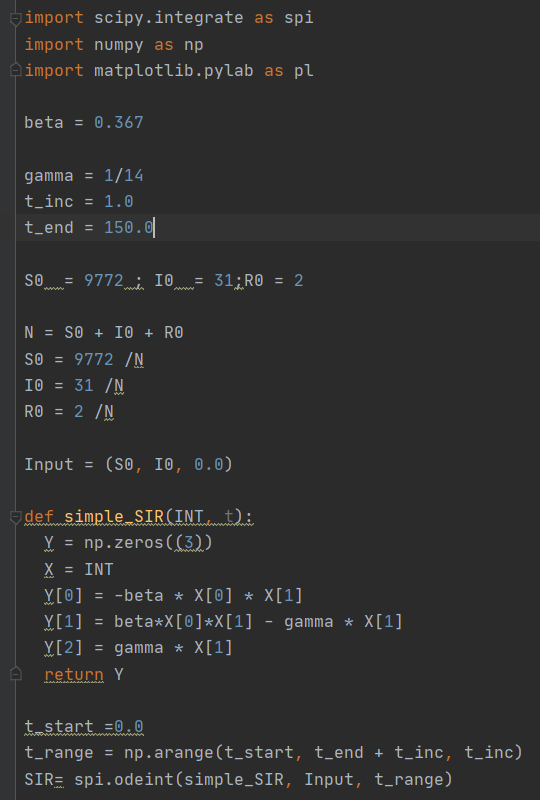 import scipy.integrate as spi
import numpy as np
import matplotlib.pylab as pl
beta = 0.367
gamma = 1/14
t_inc = 1.0
t_end = 150.0
S0  = 9772 ; I0  = 31;R0 = 2
N = S0 + I0 + R0
S0 = 9772 /N
I0 = 31 /N
R0 = 2 /N
Input = (S0, I0, 0.0)
def simple_SIR(INT, t):
  Y = np.zeros((3))
  X = INT
  Y[0] = -beta * X[0] * X[1]
  Y[1] = beta*X[0]*X[1] - gamma * X[1]
  Y[2] = gamma * X[1]
  return Y
t_start =0.0
t_range = np.arange(t_start, t_end + t_inc, t_inc)
SIR= spi.odeint(simple_SIR, Input, t_range)